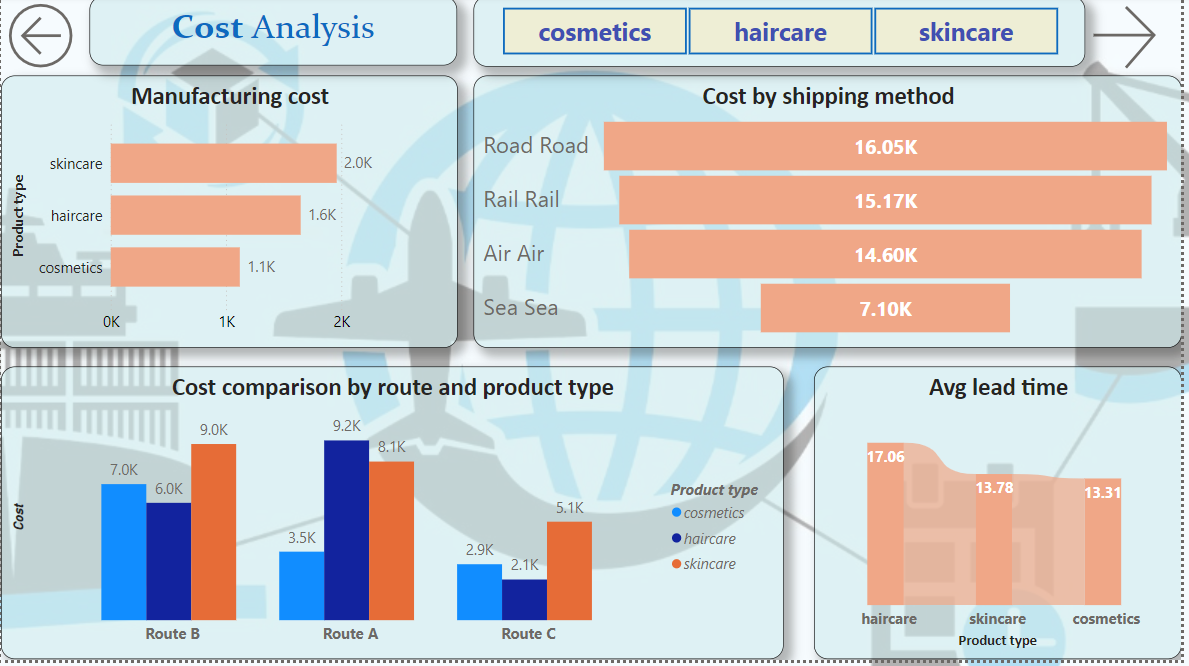 Cost Analysis
cosmetics haircare skincare
Manufacturing cost
Product type
skincare 2.0K
haircare 1.6K
cosmetics 1.1K
0K 1K 2K
Cost by shipping method
Road Road 16.05K
Rail Rail 15.17K
Air Air 14.60K
Sea Sea 7.10K
Cost comparison by route and product type
Cost
7.0K 6.0K 9.0K
3.5K 9.2K 8.1K
2.9K 2.1K 5.1K
Route B Route A Route C
Product type
cosmetics
haircare
skincare
Avg lead time
17.06 13.78 13.31
haircare skincare cosmetics
Product type